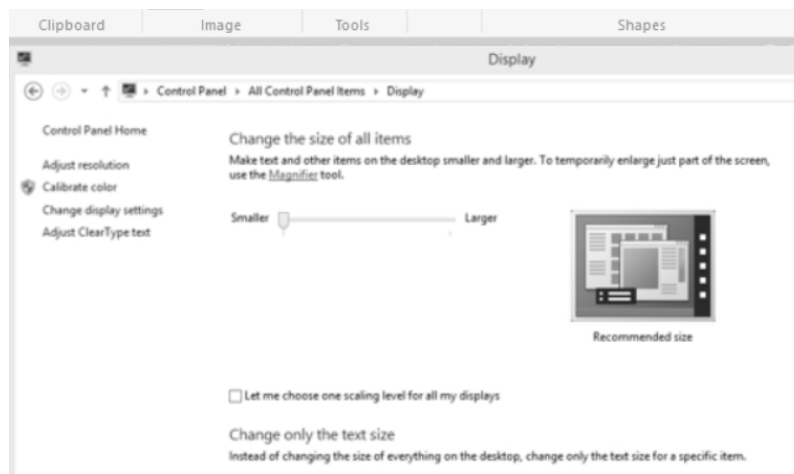 Clipboard Image Tools Shapes
Display
Control Panel › All Control Panel Items › Display
Control Panel Home
Adjust resolution
Calibrate color
Change display settings
Adjust ClearType text
Change the size of all items
Make text and other items on the desktop smaller and larger. To temporarily enlarge just part of the screen,
use the Magnifier tool.
Smaller Larger
Recommended size
Let me choose one scaling level for all my displays
Change only the text size
Instead of changing the size of everything on the desktop, change only the text size for a specific item.